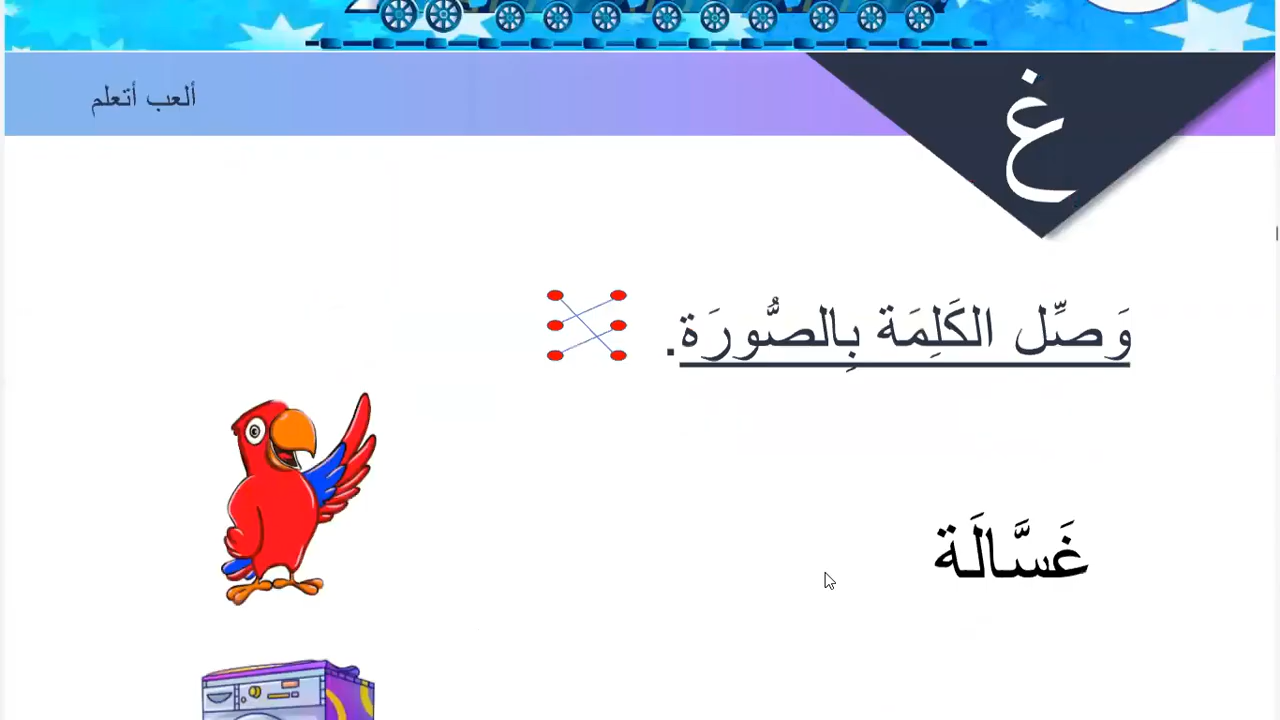 غ
ألعب أتعلم
وَصِّل الكَلِمَة بِالصُّورَة.
غَسَّالَة